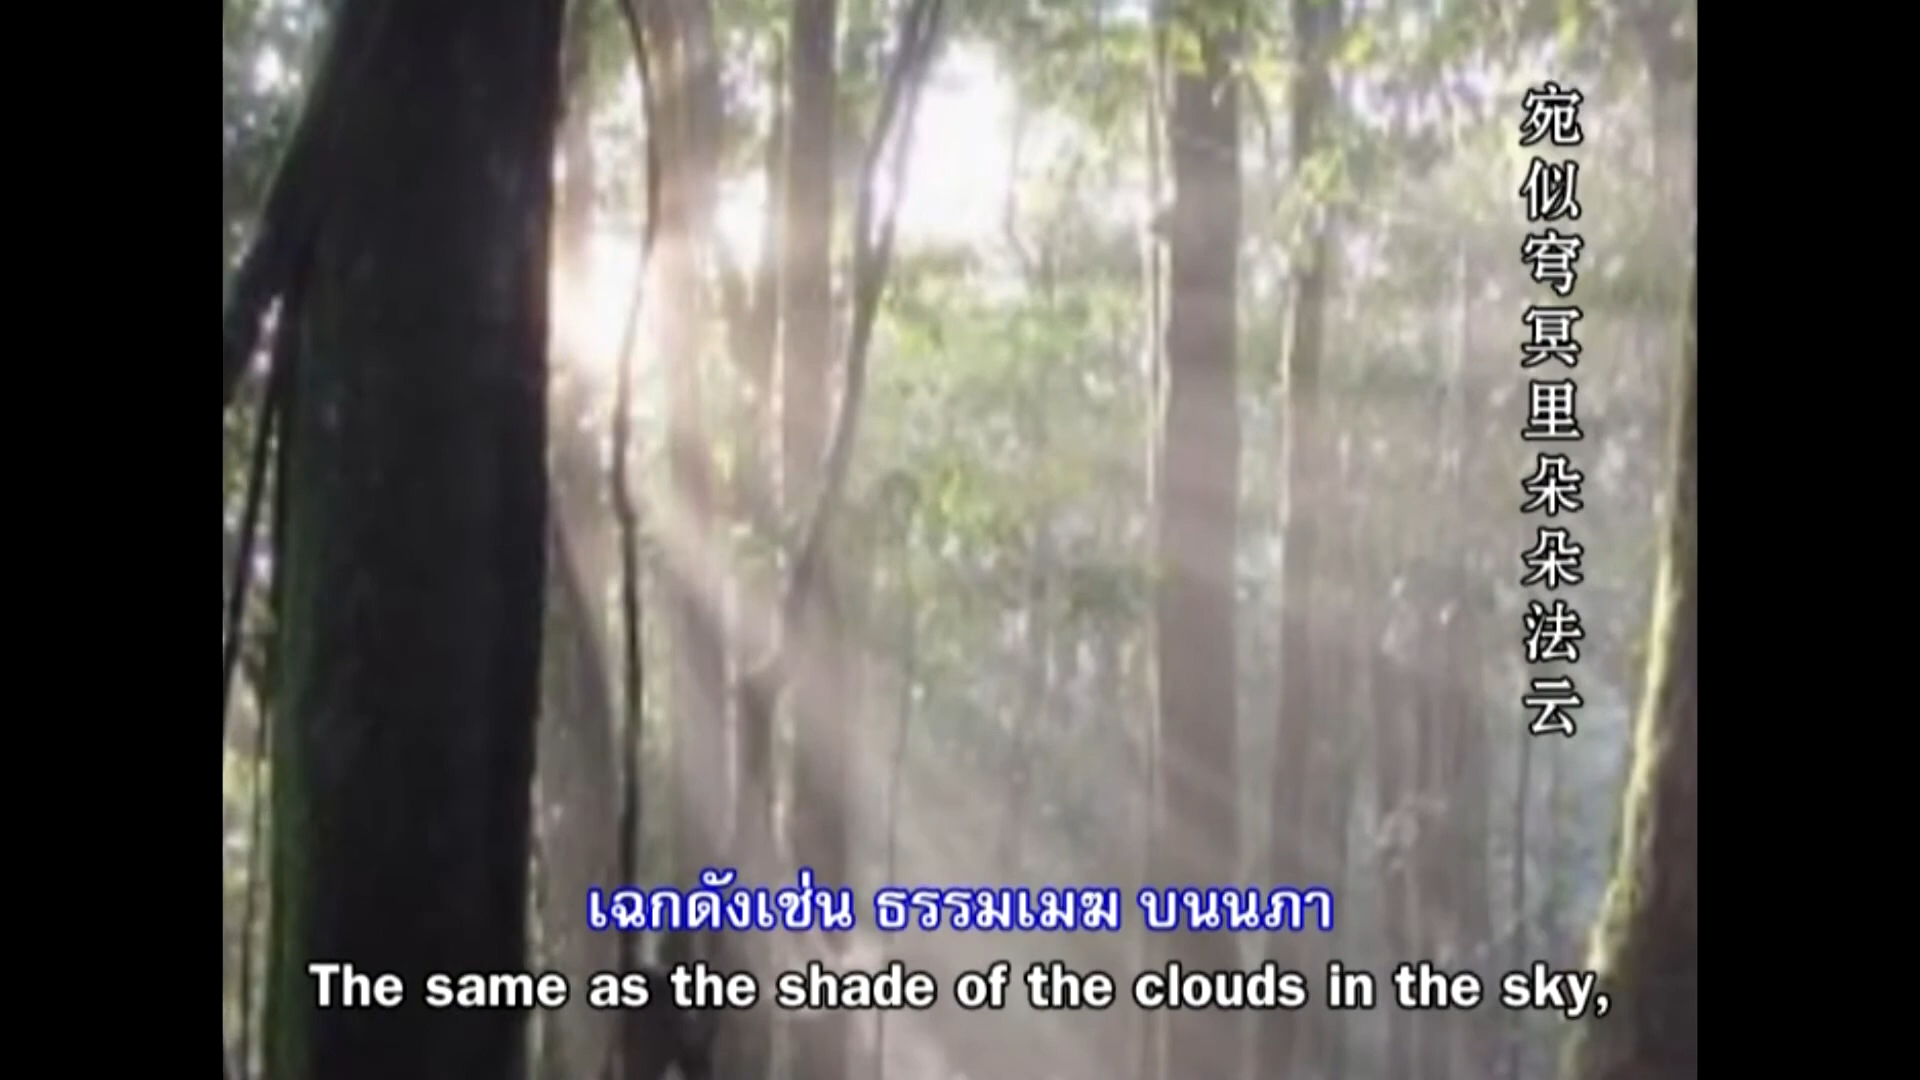 宛似穹冥里朵朵法云
เฉกดังเช่น ธรรมเมฆ บนนภา
The same as the shade of the clouds in the sky,